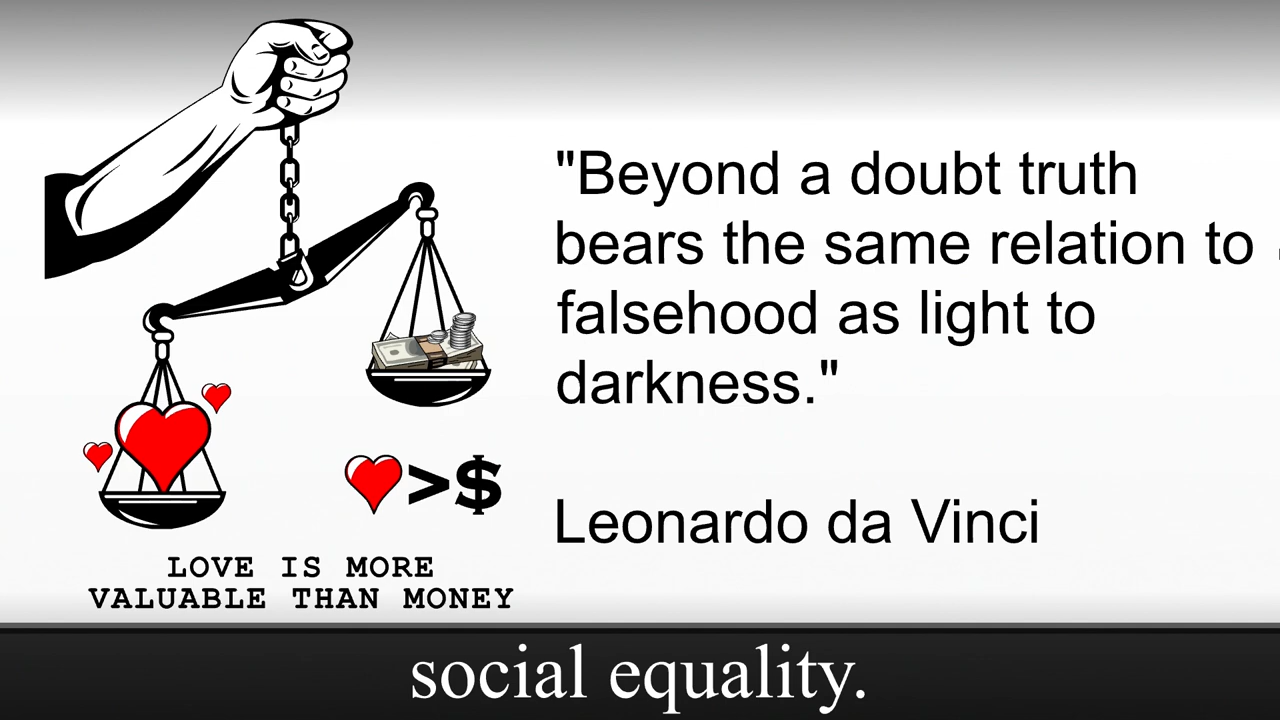 "Beyond a doubt truth
bears the same relation to
falsehood as light to
darkness."
Leonardo da Vinci
♥>$
LOVE IS MORE
VALUABLE THAN MONEY
social equality.